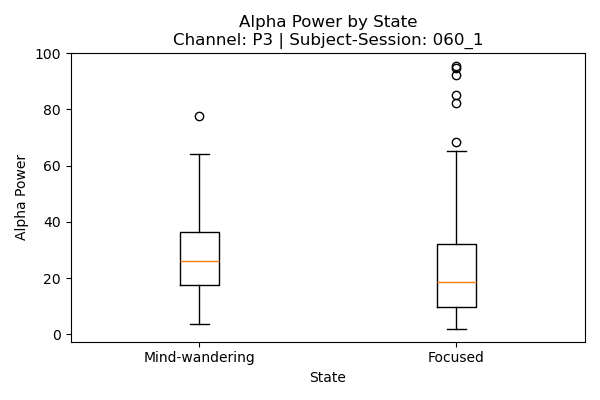 Alpha Power by State
Channel: P3 | Subject-Session: 060_1
100
80
60
40
20
0
Alpha Power
Mind-wandering
Focused
State